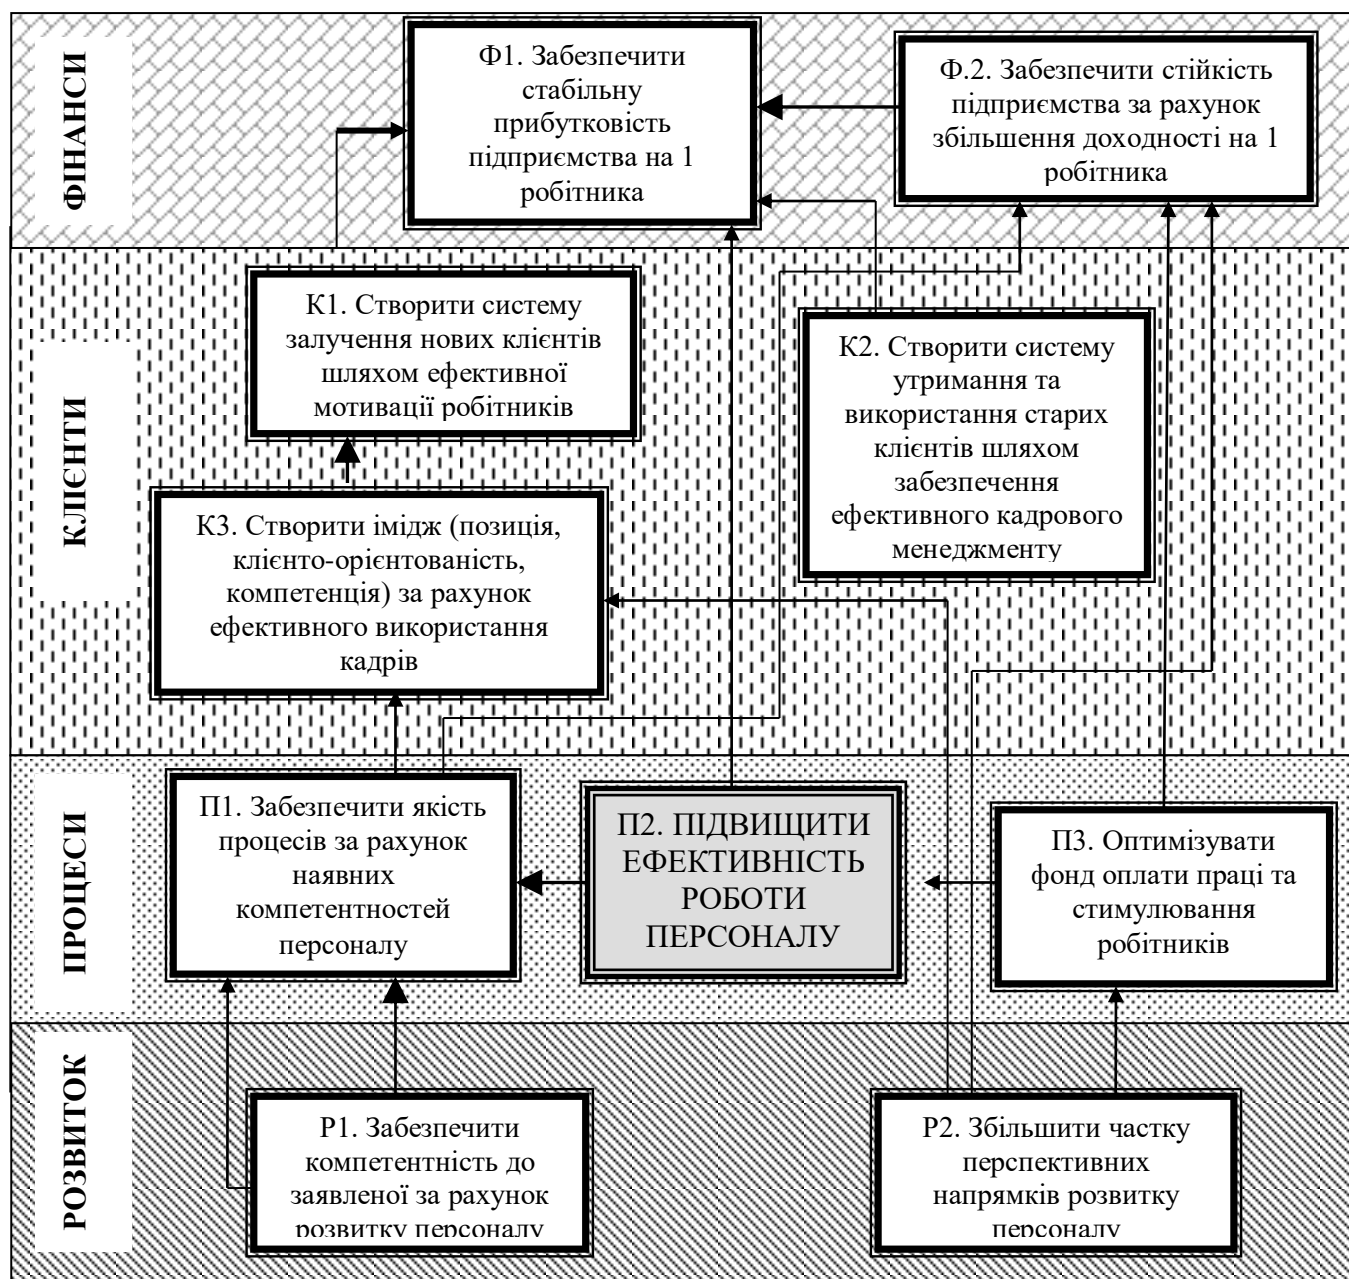 ФІНАНСИ
Ф1. Забезпечити
стабільну
прибутковість
підприємства на 1
робітника
Ф.2. Забезпечити стійкість
підприємства за рахунок
збільшення доходності на 1
робітника
КЛІЄНТИ
К1. Створити систему
залучення нових клієнтів
шляхом ефективної
мотивації робітників
К2. Створити систему
утримання та
використання старих
клієнтів шляхом
забезпечення
ефективного кадрового
менеджменту
К3. Створити імідж (позиція,
клієнто-орієнтованість,
компетенція) за рахунок
ефективного використання
кадрів
ПРОЦЕСИ
П1. Забезпечити якість
процесів за рахунок
наявних
компетентностей
персоналу
П2. ПІДВИЩИТИ
ЕФЕКТИВНІСТЬ
РОБОТИ
ПЕРСОНАЛУ
П3. Оптимізувати
фонд оплати праці та
стимулювання
робітників
РОЗВИТОК
Р1. Забезпечити
компетентність до
заявленої за рахунок
розвитку персоналу
Р2. Збільшити частку
перспективних
напрямків розвитку
персоналу